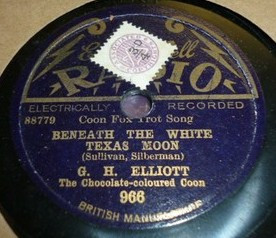 RADIO
ELECTRICALLY RECORDED
88779 Coon Fox Trot Song
BENEATH THE WHITE
TEXAS MOON
(Sullivan, Silberman)
G. H. ELLIOTT
The Chocolate-coloured Coon
966
BRITISH